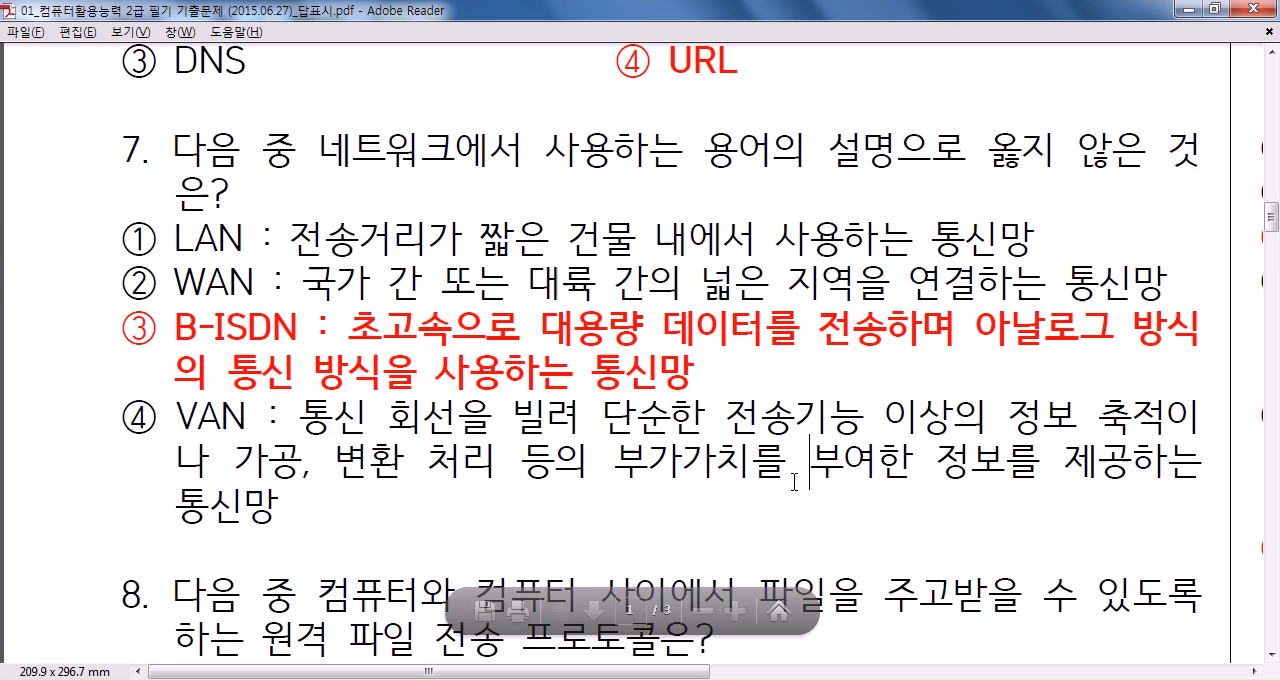 01_컴퓨터활용능력 2급 필기 기출문제 (2015.06.27)_답표시.pdf - Adobe Reader
파일(F) 편집(E) 보기(V) 창(W) 도움말(H)
③ DNS ④ URL
7. 다음 중 네트워크에서 사용하는 용어의 설명으로 옳지 않은 것
은?
① LAN : 전송거리가 짧은 건물 내에서 사용하는 통신망
② WAN : 국가 간 또는 대륙 간의 넓은 지역을 연결하는 통신망
③ B-ISDN : 초고속으로 대용량 데이터를 전송하며 아날로그 방식
의 통신 방식을 사용하는 통신망
④ VAN : 통신 회선을 빌려 단순한 전송기능 이상의 정보 축적이
나 가공, 변환 처리 등의 부가가치를 부여한 정보를 제공하는
통신망
8. 다음 중 컴퓨터와 컴퓨터 사이에서 파일을 주고받을 수 있도록
하는 원격 파일 전송 프로토콜은?
1 / 3
209.9 x 296.7 mm